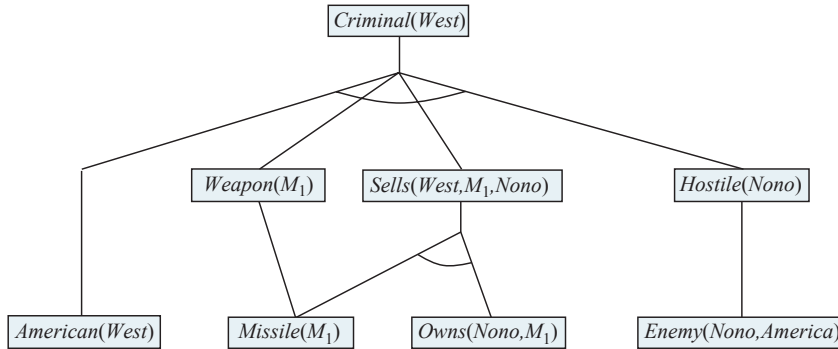 Criminal(West)
Weapon(M₁)
Sells(West,M₁,Nono)
Hostile(Nono)
American(West)
Missile(M₁)
Owns(Nono,M₁)
Enemy(Nono,America)